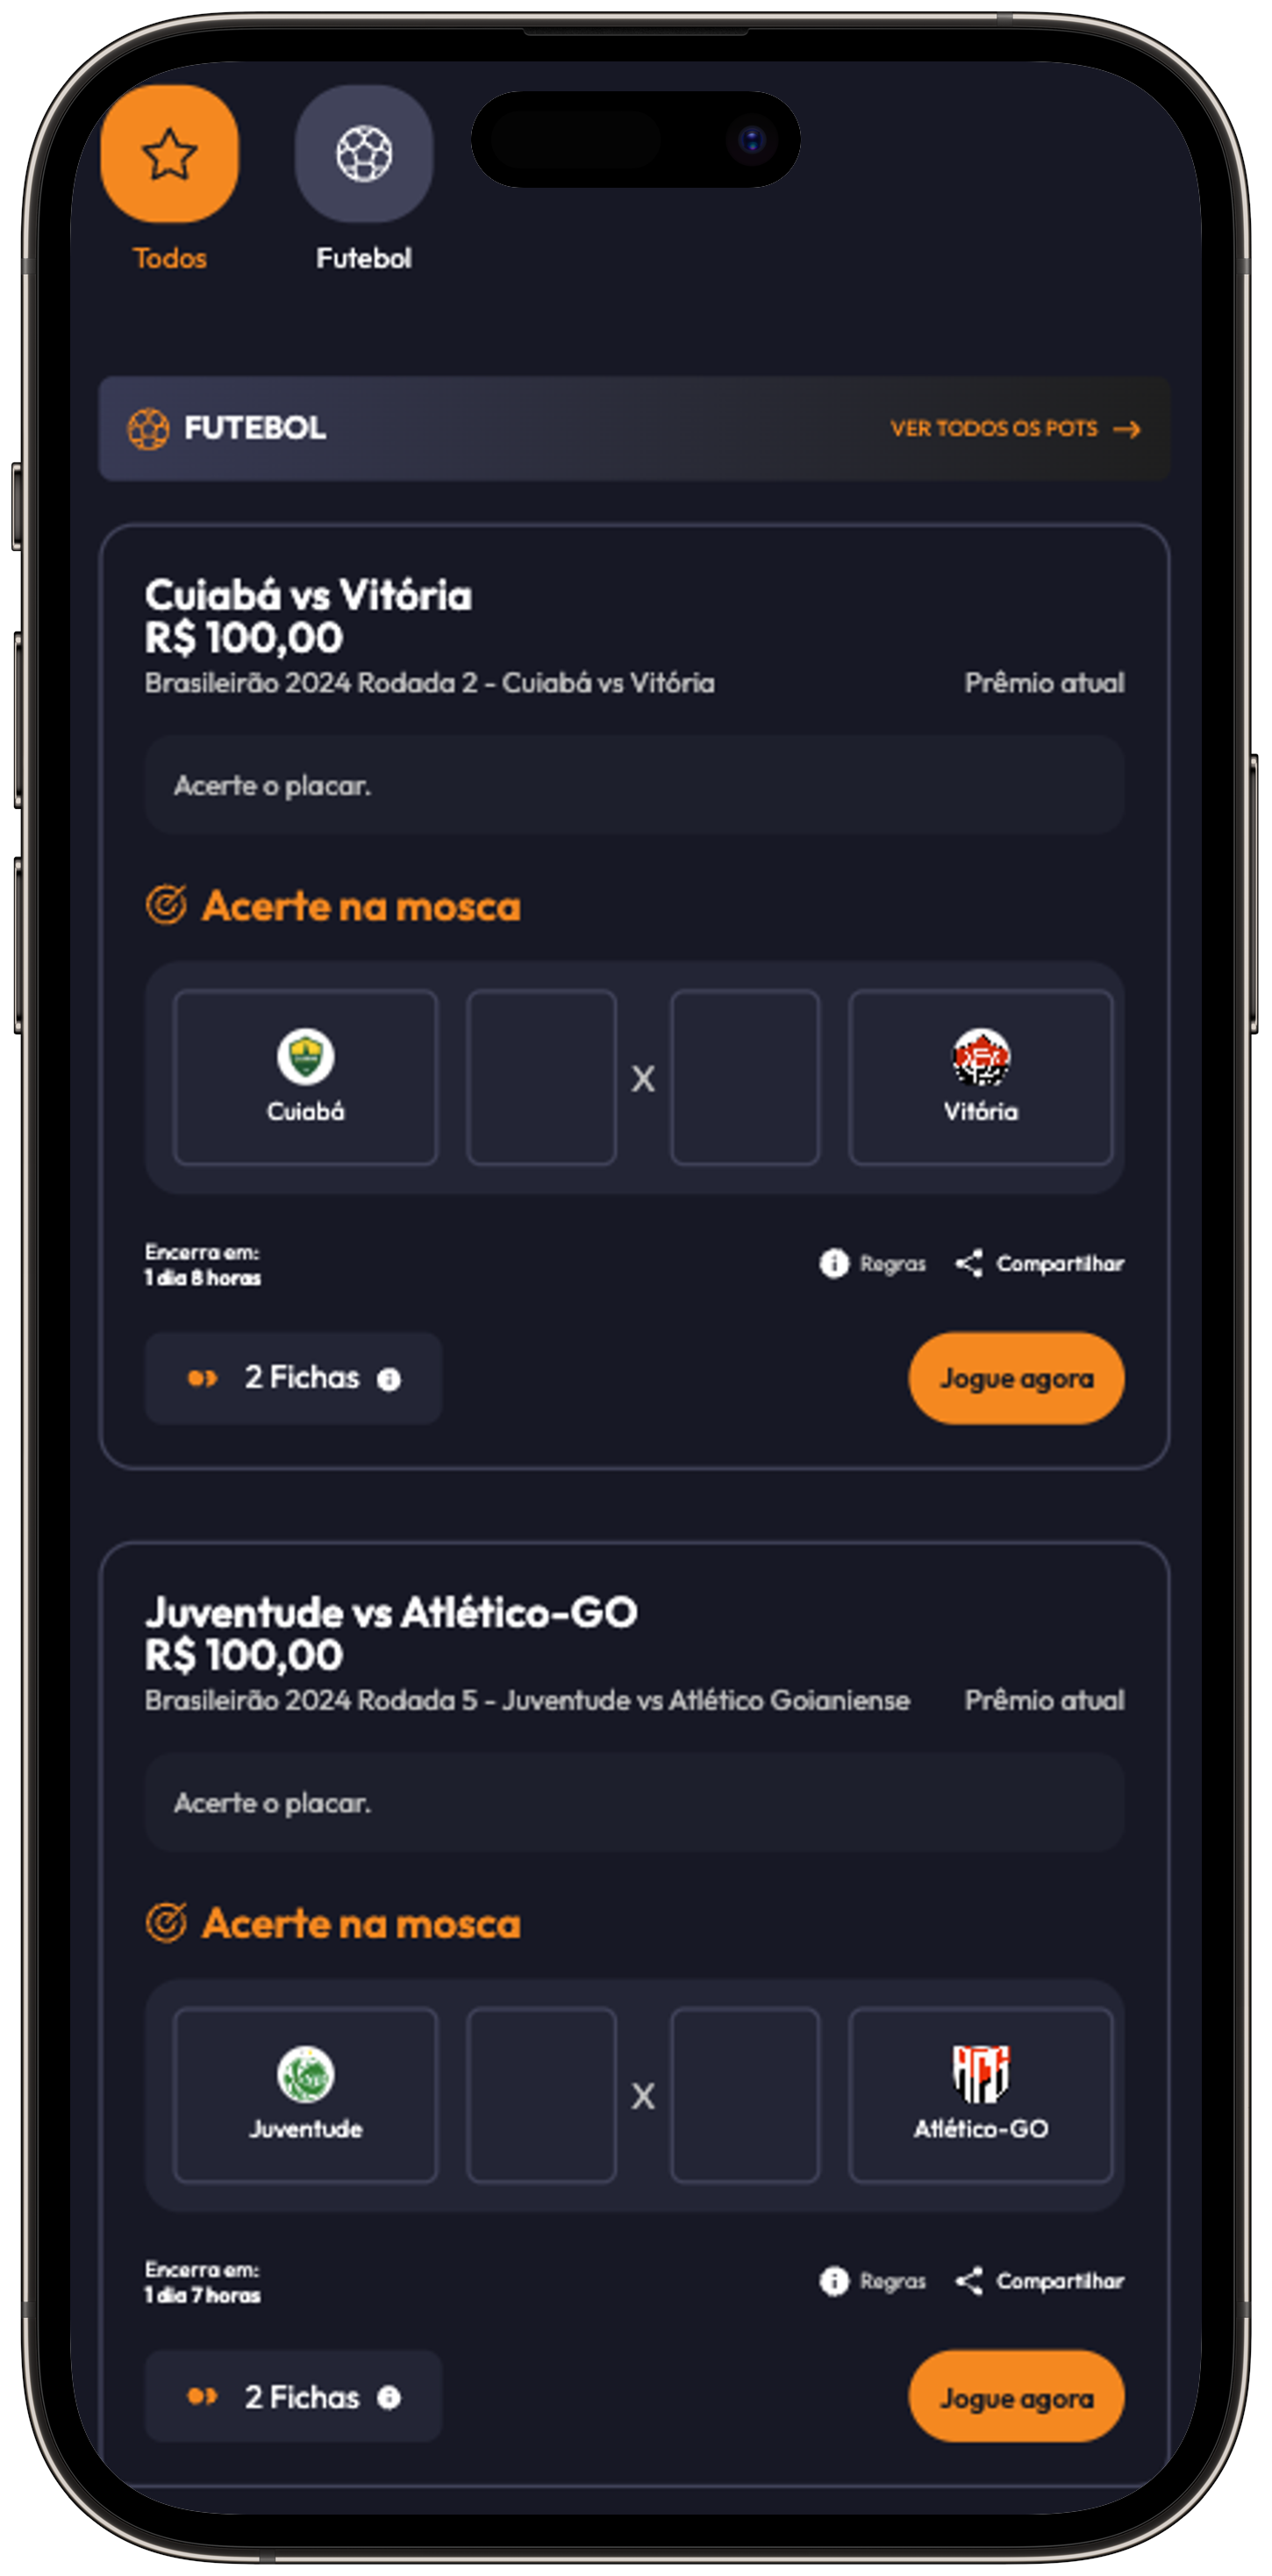 Todos
Futebol
FUTEBOL
VER TODOS OS POTS
Cuiabá vs Vitória
R$ 100,00
Brasileirão 2024 Rodada 2 - Cuiabá vs Vitória
Prêmio atual
Acerte o placar.
Acerte na mosca
Cuiabá
X
Vitória
Encerra em:
1 dia 8 horas
Regras
Compartilhar
2 Fichas
Jogue agora
Juventude vs Atlético-GO
R$ 100,00
Brasileirão 2024 Rodada 5 - Juventude vs Atlético Goianiense
Prêmio atual
Acerte o placar.
Acerte na mosca
Juventude
X
Atlético-GO
Encerra em:
1 dia 7 horas
Regras
Compartilhar
2 Fichas
Jogue agora